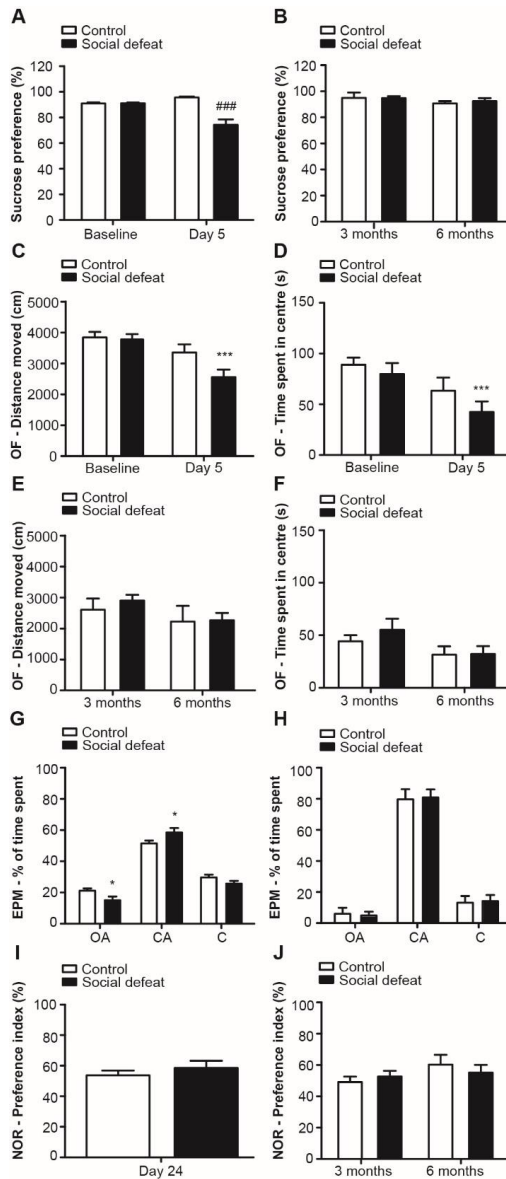 A
Control
Social defeat
Sucrose preference (%)
120
100
80
60
40
20
0
###
Baseline
Day 5
B
Control
Social defeat
Sucrose preference (%)
120
100
80
60
40
20
0
3 months
6 months
C
Control
Social defeat
OF - Distance moved (cm)
5000
4000
3000
2000
1000
0
***
Baseline
Day 5
D
Control
Social defeat
OF - Time spent in centre (s)
150
100
50
0
***
Baseline
Day 5
E
Control
Social defeat
OF - Distance moved (cm)
5000
4000
3000
2000
1000
0
3 months
6 months
F
Control
Social defeat
OF - Time spent in centre (s)
150
100
50
0
3 months
6 months
G
Control
Social defeat
EPM - % of time spent
100
80
60
40
20
0
*
*
OA
CA
C
H
Control
Social defeat
EPM - % of time spent
100
80
60
40
20
0
OA
CA
C
I
Control
Social defeat
NOR - Preference index (%)
100
80
60
40
20
0
Day 24
J
Control
Social defeat
NOR - Preference index (%)
100
80
60
40
20
0
3 months
6 months